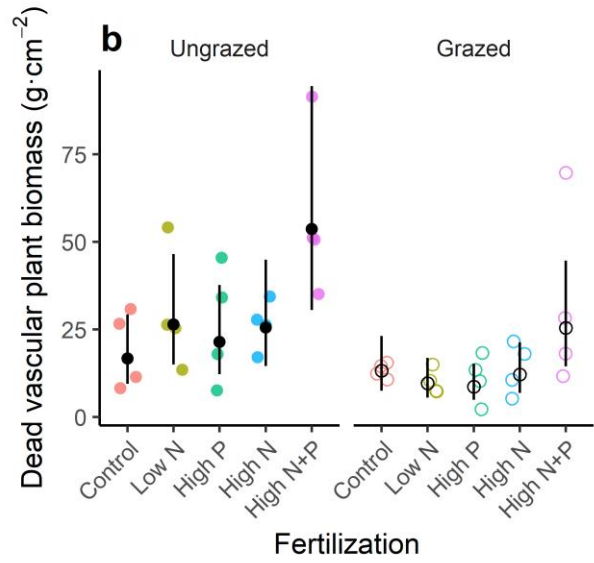 b
Ungrazed
Grazed
Dead vascular plant biomass (g·cm⁻²)
75
50
25
0
Control
Low N
High P
High N
High N+P
Control
Low N
High P
High N
High N+P
Fertilization